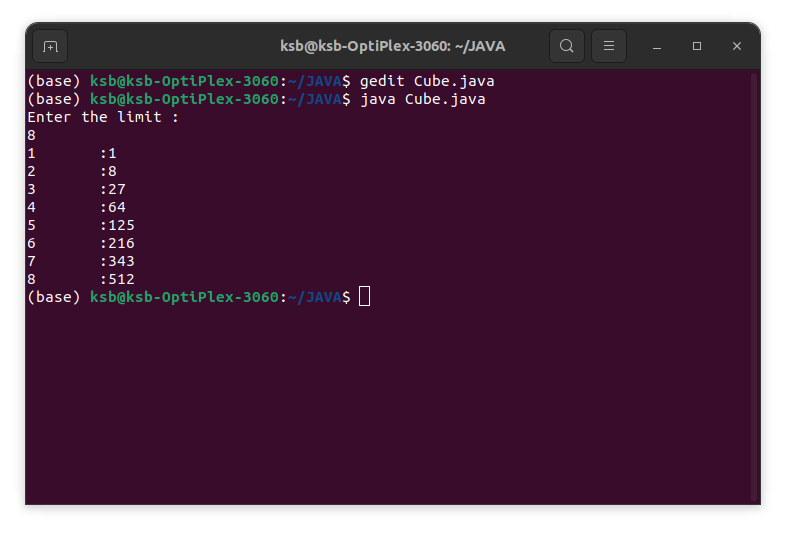 ksb@ksb-OptiPlex-3060: ~/JAVA
(base) ksb@ksb-OptiPlex-3060:~/JAVA$ gedit Cube.java
(base) ksb@ksb-OptiPlex-3060:~/JAVA$ java Cube.java
Enter the limit :
8
1       :1
2       :8
3       :27
4       :64
5       :125
6       :216
7       :343
8       :512
(base) ksb@ksb-OptiPlex-3060:~/JAVA$